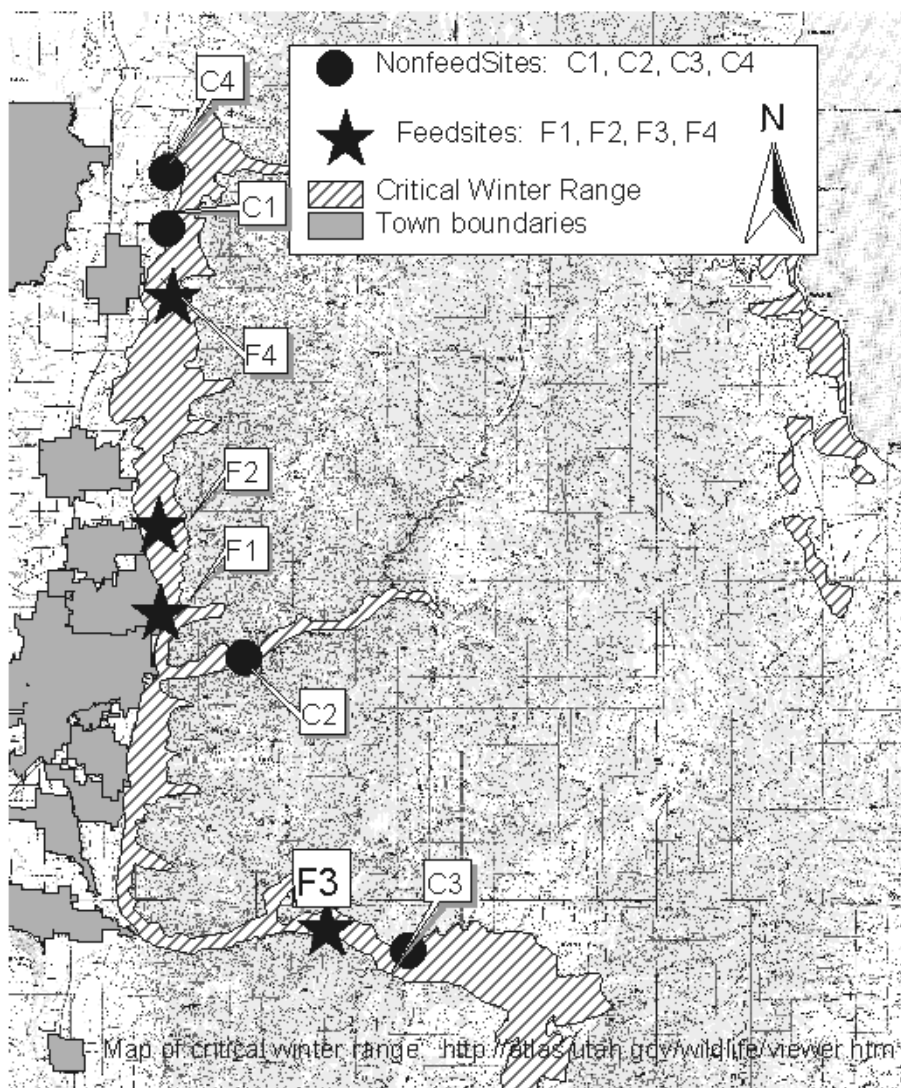 C4
NonfeedSites: C1, C2, C3, C4
Feedsites: F1, F2, F3, F4
N
Critical Winter Range
C1
Town boundaries
F4
F2
F1
C2
F3
C3
Map of critical winter range http://atlas.utah.gov/wildlife/viewer.htm